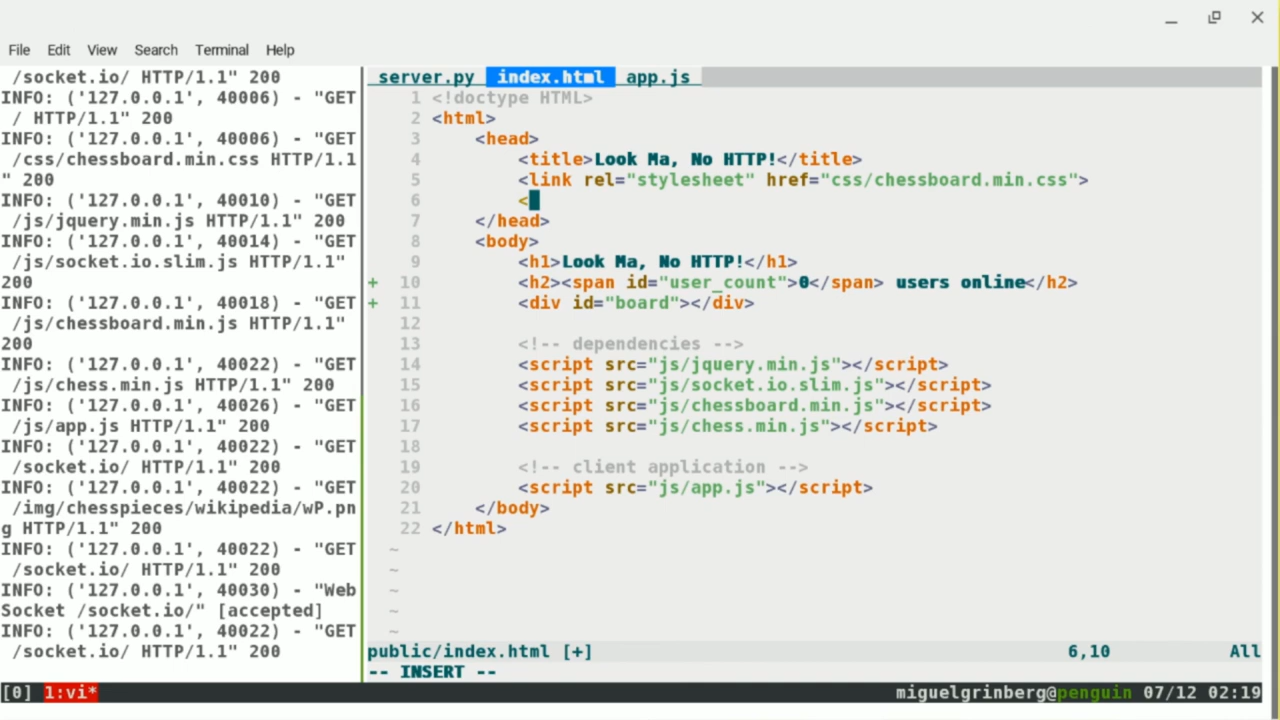 File Edit View Search Terminal Help
/socket.io/ HTTP/1.1" 200
INFO: ('127.0.0.1', 40006) - "GET
/ HTTP/1.1" 200
INFO: ('127.0.0.1', 40006) - "GET
/css/chessboard.min.css HTTP/1.1
" 200
INFO: ('127.0.0.1', 40010) - "GET
/js/jquery.min.js HTTP/1.1" 200
INFO: ('127.0.0.1', 40014) - "GET
/js/socket.io.slim.js HTTP/1.1"
200
INFO: ('127.0.0.1', 40018) - "GET
/js/chessboard.min.js HTTP/1.1"
200
INFO: ('127.0.0.1', 40022) - "GET
/js/chess.min.js HTTP/1.1" 200
INFO: ('127.0.0.1', 40026) - "GET
/js/app.js HTTP/1.1" 200
INFO: ('127.0.0.1', 40022) - "GET
/socket.io/ HTTP/1.1" 200
INFO: ('127.0.0.1', 40022) - "GET
/img/chesspieces/wikipedia/wP.pn
g HTTP/1.1" 200
INFO: ('127.0.0.1', 40022) - "GET
/socket.io/ HTTP/1.1" 200
INFO: ('127.0.0.1', 40030) - "Web
Socket /socket.io/" [accepted]
INFO: ('127.0.0.1', 40022) - "GET
/socket.io/ HTTP/1.1" 200
server.py index.html app.js
1 <!doctype HTML>
2 <html>
3 <head>
4 <title>Look Ma, No HTTP!</title>
5 <link rel="stylesheet" href="css/chessboard.min.css">
6 <
7 </head>
8 <body>
9 <h1>Look Ma, No HTTP!</h1>
+ 10 <h2><span id="user_count">0</span> users online</h2>
+ 11 <div id="board"></div>
12
13 <!-- dependencies -->
14 <script src="js/jquery.min.js"></script>
15 <script src="js/socket.io.slim.js"></script>
16 <script src="js/chessboard.min.js"></script>
17 <script src="js/chess.min.js"></script>
18
19 <!-- client application -->
20 <script src="js/app.js"></script>
21 </body>
22 </html>
~
~
~
~
~
public/index.html [+] 6,10 All
-- INSERT --
[0] 1:vi* miguelgrinberg@penguin 07/12 02:19